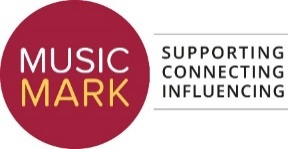 MUSIC
MARK
SUPPORTING
CONNECTING
INFLUENCING